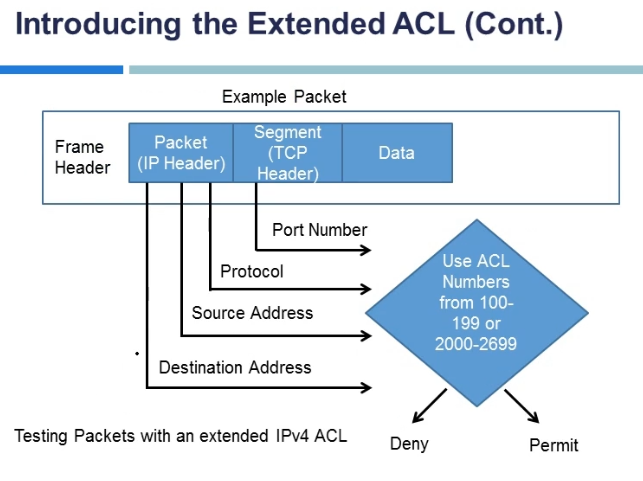 Introducing the Extended ACL (Cont.)
Example Packet
Frame
Header
Packet
(IP Header)
Segment
(TCP
Header)
Data
Port Number
Protocol
Source Address
Destination Address
Use ACL
Numbers
from 100-
199 or
2000-2699
Testing Packets with an extended IPv4 ACL
Deny
Permit